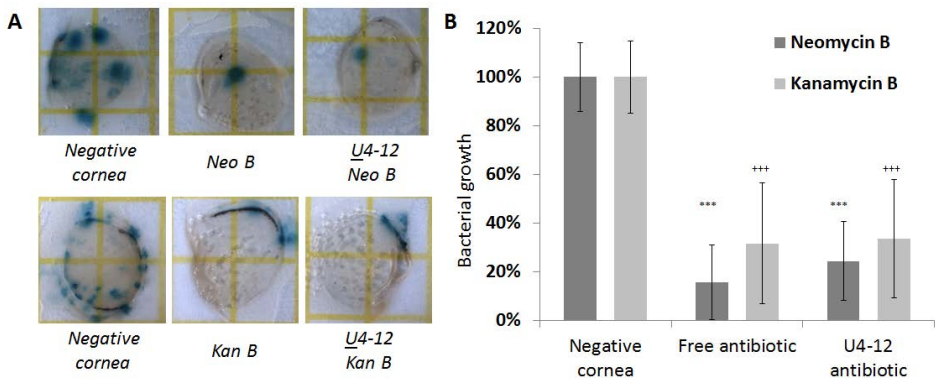 A
Negative
cornea
Neo B
U4-12
Neo B
Negative
cornea
Kan B
U4-12
Kan B
B
Bacterial growth
120%
100%
80%
60%
40%
20%
0%
Neomycin B
Kanamycin B
***
+++
***
+++
Negative
cornea
Free antibiotic
U4-12
antibiotic